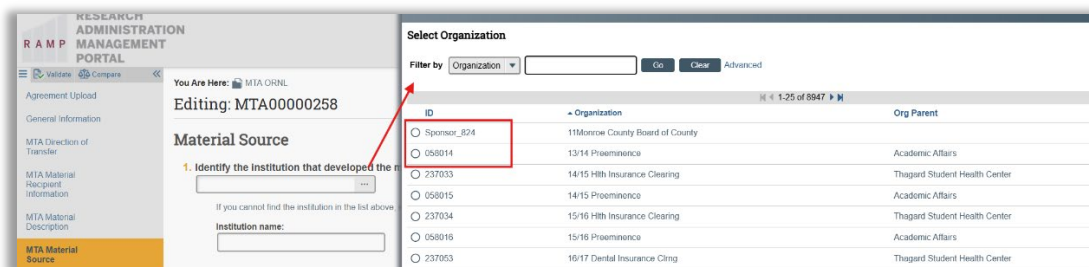 RESEARCH
ADMINISTRATION
RAMP MANAGEMENT
PORTAL
Validate Compare
Agreement Upload
General Information
MTA Direction of
Transfer
MTA Material
Recipient
Information
MTA Material
Description
MTA Material
Source
You Are Here: MTA ORNL
Editing: MTA00000258
Material Source
1. Identify the institution that developed the m
...
If you cannot find the institution in the list above,
Institution name:
Select Organization
Filter by Organization Go Clear Advanced
1-25 of 8947
ID Organization Org Parent
Sponsor_824 11Monroe County Board of County
058014 13/14 Preeminence Academic Affairs
237033 14/15 Hlth Insurance Clearing Thagard Student Health Center
058015 14/15 Preeminence Academic Affairs
237034 15/16 Hlth Insurance Clearing Thagard Student Health Center
058016 15/16 Preeminence Academic Affairs
237053 16/17 Dental Insurance Clrng Thagard Student Health Center